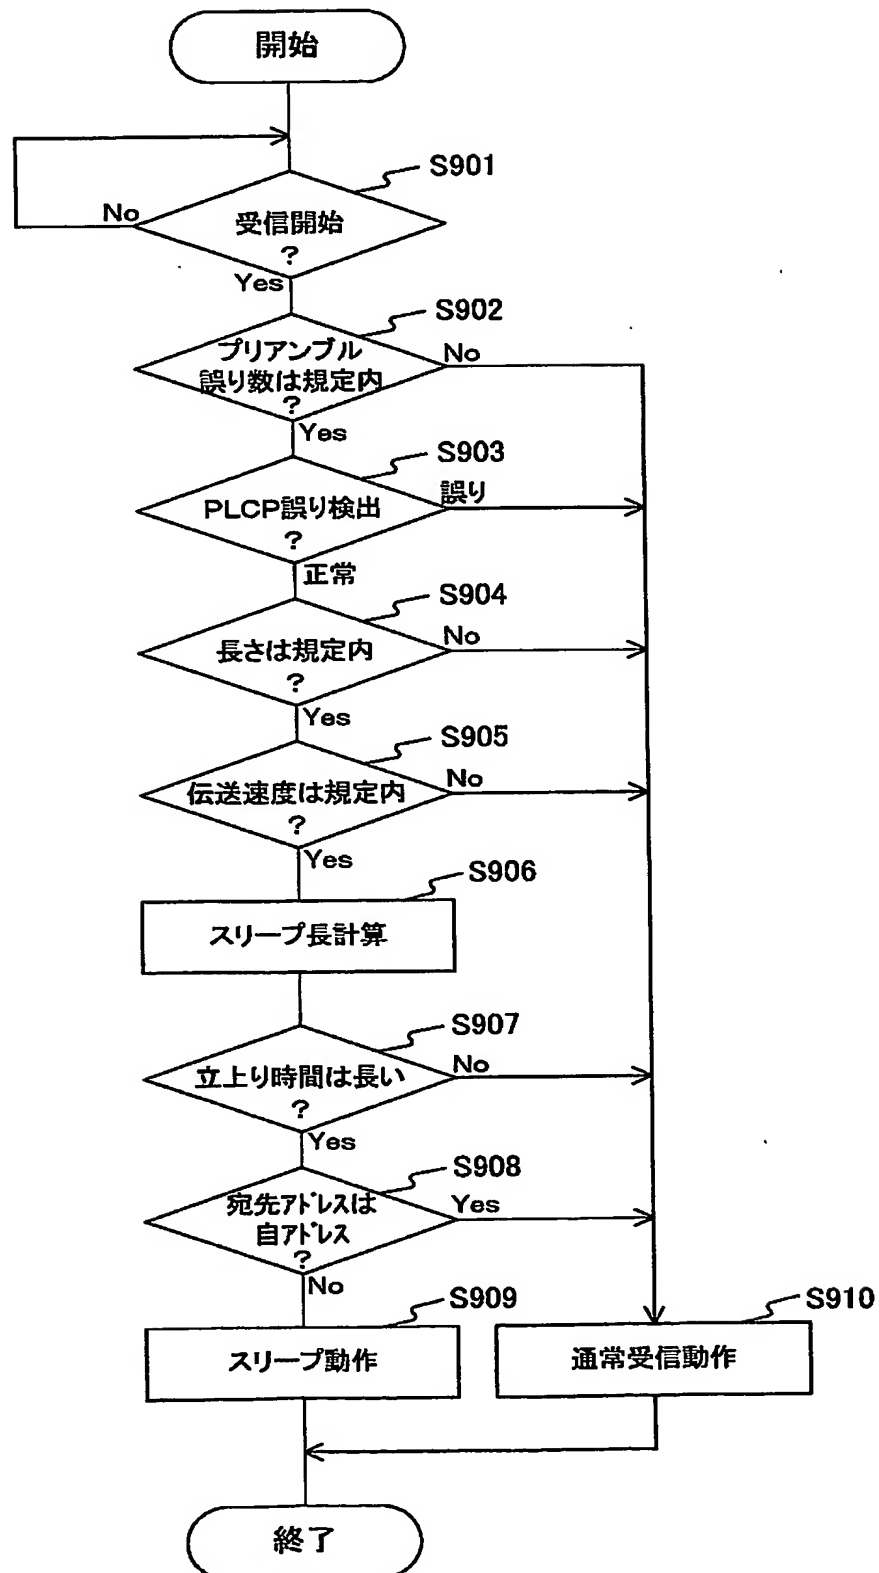 開始
S901
No
受信開始
?
Yes
S902
プリアンブル
No
誤り数は規定内
?
Yes
S903
誤り
PLCP誤り検出
?
正常
S904
No
長さは規定内
?
Yes
S905
No
伝送速度は規定内
?
Yes
S906
スリープ長計算
S907
No
立上り時間は長い
?
Yes
S908
宛先アドレスは
Yes
自アドレス
?
No
S909
S910
スリープ動作
通常受信動作
終了